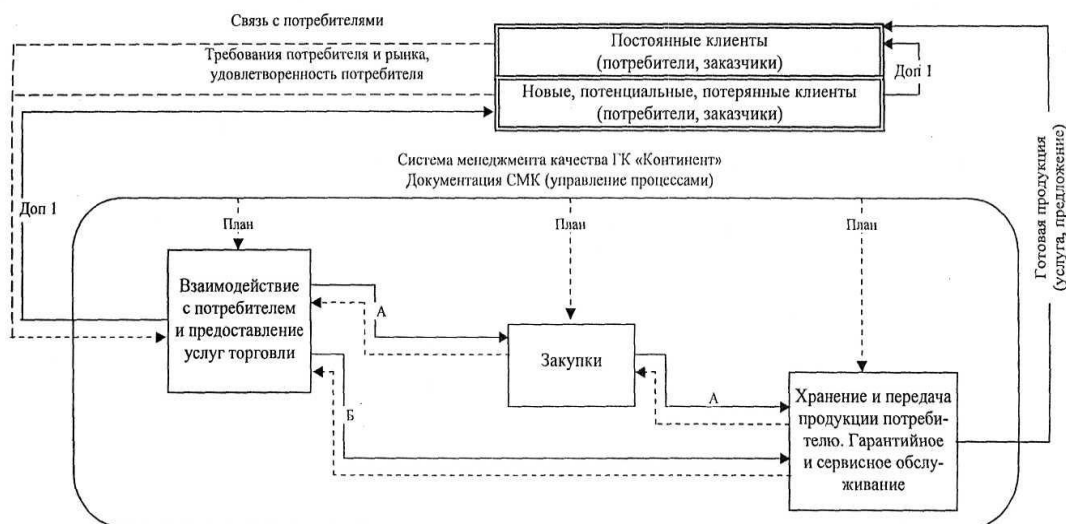 Связь с потребителями
Требования потребителя и рынка,
удовлетворенность потребителя
Постоянные клиенты
(потребители, заказчики)
Новые, потенциальные, потерянные клиенты
(потребители, заказчики)
Доп 1
Готовая продукция
(услуга, предложение)
Система менеджмента качества ГК «Континент»
Документация СМК (управление процессами)
Доп 1
План
План
План
Взаимодействие
с потребителем
и предоставление
услуг торговли
А
Закупки
Б
А
Хранение и передача
продукции потреби-
телю. Гарантийное
и сервисное обслу-
живание